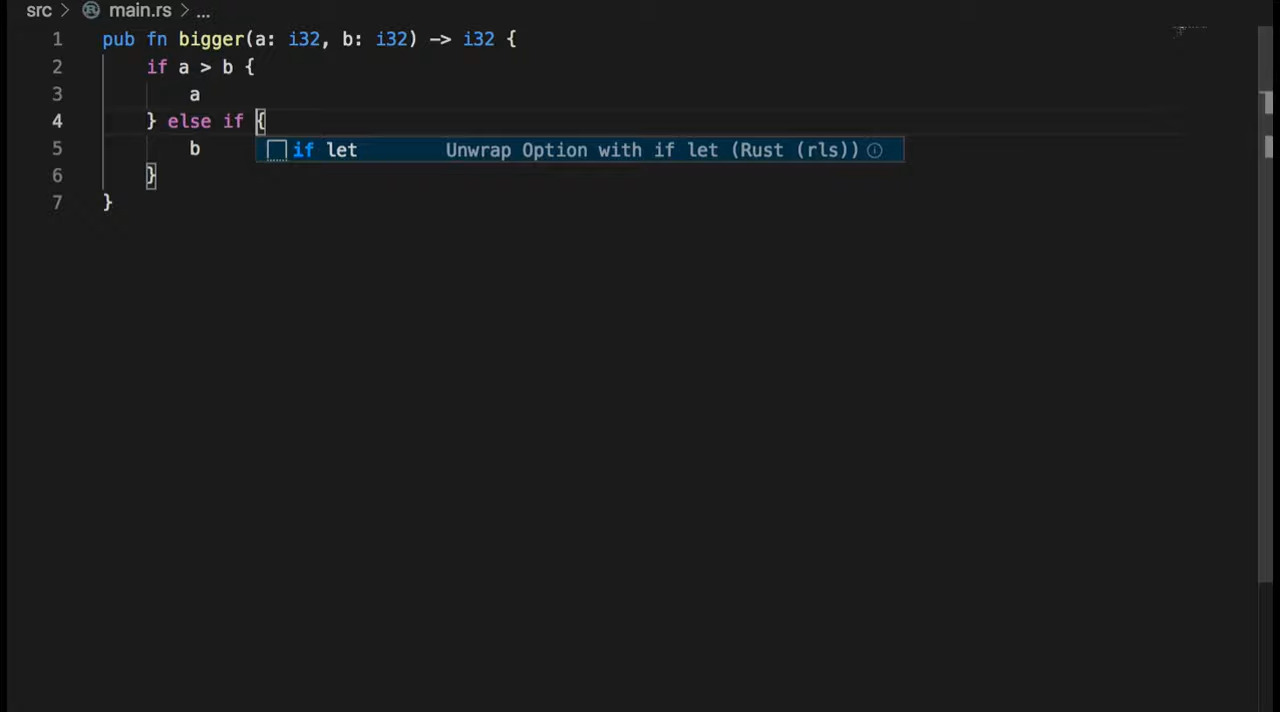 src > main.rs > ...
1 pub fn bigger(a: i32, b: i32) -> i32 {
2 if a > b {
3 a
4 } else if {
5 b
if let Unwrap Option with if let (Rust (rls))
6 }
7 }